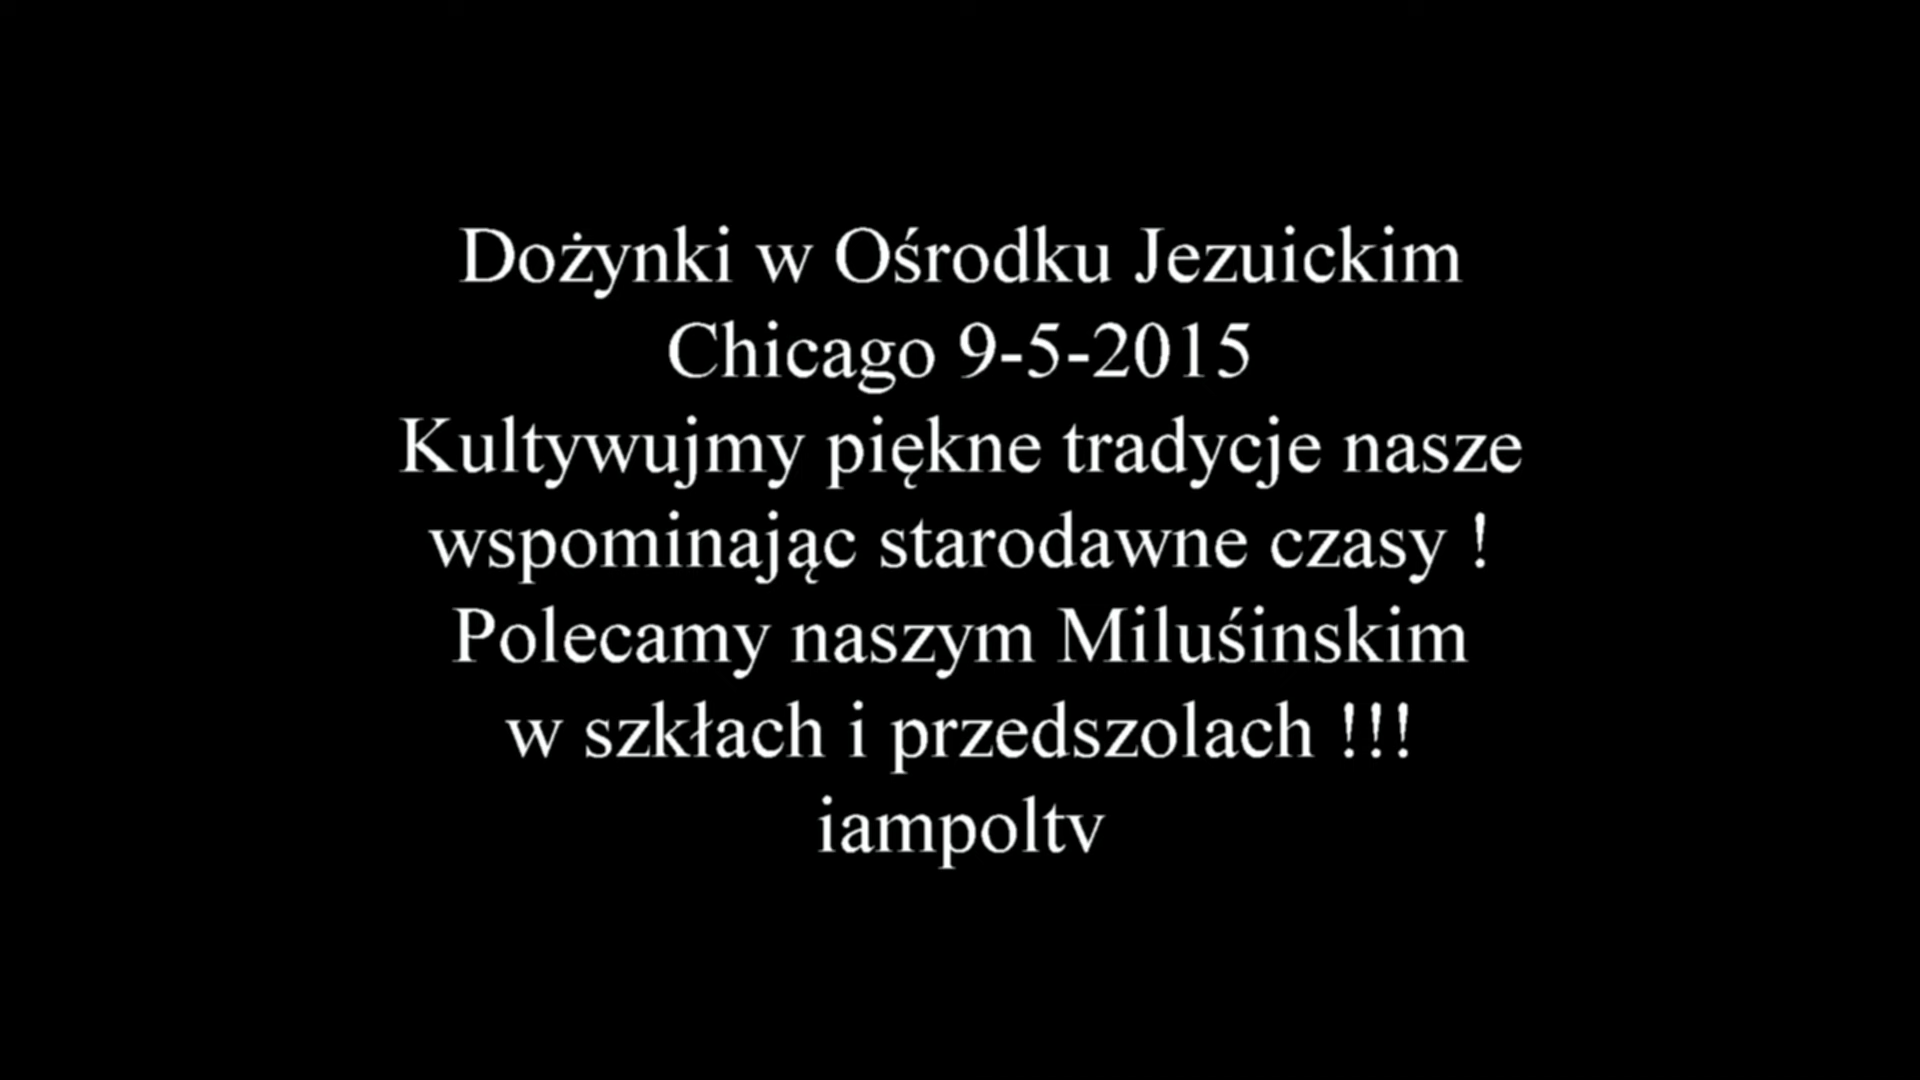 Dożynki w Ośrodku Jezuickim
Chicago 9-5-2015
Kultywujmy piękne tradycje nasze
wspominając starodawne czasy !
Polecamy naszym Miluśinskim
w szkłach i przedszolach !!!
iampoltv